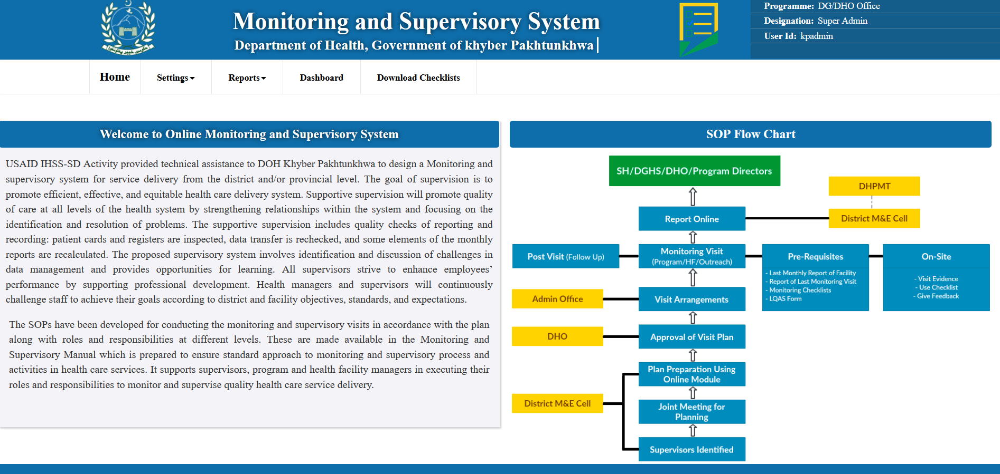 Monitoring and Supervisory System
Department of Health, Government of khyber Pakhtunkhwa
Programme: DG/DHO Office
Designation: Super Admin
User Id: kpadmin
Home
Settings
Reports
Dashboard
Download Checklists
Welcome to Online Monitoring and Supervisory System
USAID IHSS-SD Activity provided technical assistance to DOH Khyber Pakhtunkhwa to design a Monitoring and
supervisory system for service delivery from the district and/or provincial level. The goal of supervision is to
promote efficient, effective, and equitable health care delivery system. Supportive supervision will promote quality
of care at all levels of the health system by strengthening relationships within the system and focusing on the
identification and resolution of problems. The supportive supervision includes quality checks of reporting and
recording: patient cards and registers are inspected, data transfer is rechecked, and some elements of the monthly
reports are recalculated. The proposed supervisory system involves identification and discussion of challenges in
data management and provides opportunities for learning. All supervisors strive to enhance employees’
performance by supporting professional development. Health managers and supervisors will continuously
challenge staff to achieve their goals according to district and facility objectives, standards, and expectations.
The SOPs have been developed for conducting the monitoring and supervisory visits in accordance with the plan
along with roles and responsibilities at different levels. These are made available in the Monitoring and
Supervisory Manual which is prepared to ensure standard approach to monitoring and supervisory process and
activities in health care services. It supports supervisors, program and health facility managers in executing their
roles and responsibilities to monitor and supervise quality health care service delivery.
SOP Flow Chart
SH/DGHS/DHO/Program Directors
DHPMT
Report Online
District M&E Cell
Post Visit (Follow Up)
Monitoring Visit
(Program/HF/Outreach)
Pre-Requisites
- Last Monthly Report of Facility
- Report of Last Monitoring Visit
- Monitoring Checklists
- LQAS Form
On-Site
- Visit Evidence
- Use Checklist
- Give Feedback
Admin Office
Visit Arrangements
DHO
Approval of Visit Plan
Plan Preparation Using
Online Module
District M&E Cell
Joint Meeting for
Planning
Supervisors Identified